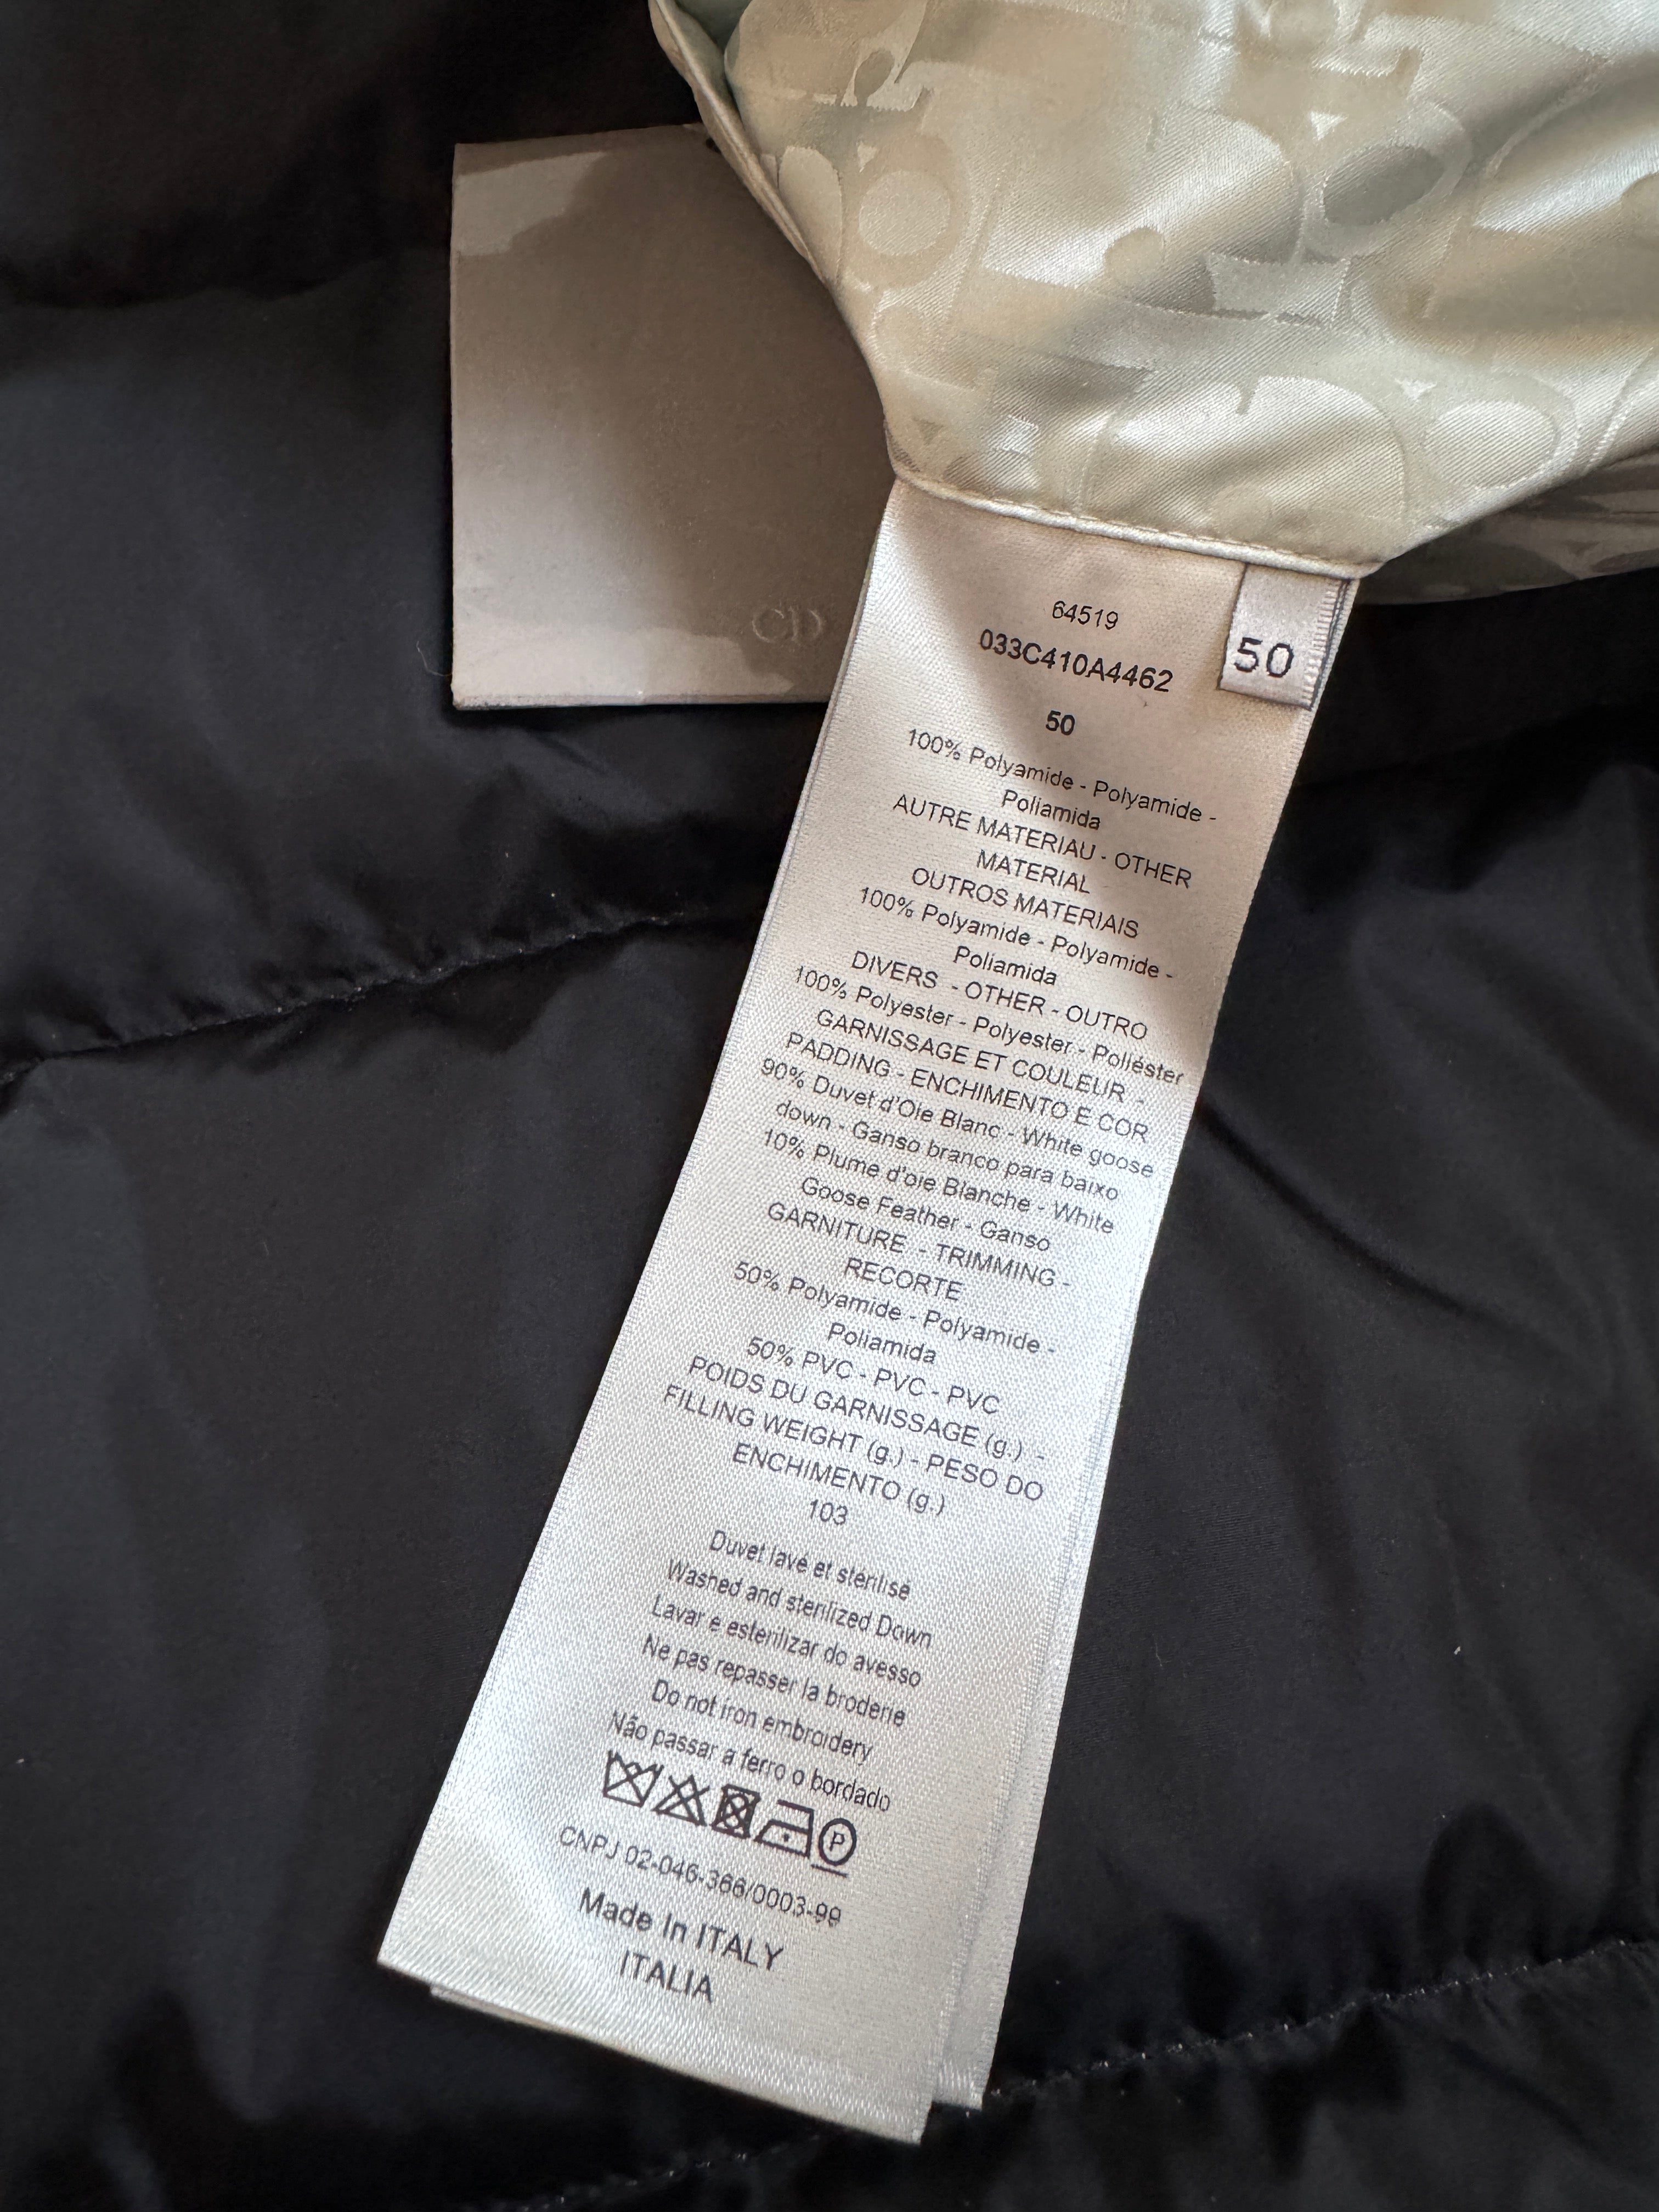 CD
64519
033C410A4462
50
50
100% Polyamide - Polyamide -
Poliamida
AUTRE MATERIAU - OTHER
MATERIAL
OUTROS MATERIAIS
100% Polyamide - Polyamide -
Poliamida
DIVERS - OTHER - OUTRO
100% Polyester - Polyester - Poliéster
GARNISSAGE ET COULEUR -
PADDING - ENCHIMENTO E COR
90% Duvet d'Oie Blanc - White goose
down - Ganso branco para baixo
10% Plume d'oie Blanche - White
Goose Feather - Ganso
GARNITURE - TRIMMING -
RECORTE
50% Polyamide - Polyamide -
Poliamida
50% PVC - PVC - PVC
POIDS DU GARNISSAGE (g.) -
FILLING WEIGHT (g.) - PESO DO
ENCHIMENTO (g.)
103
Duvet lavé et stérilisé
Washed and sterilized Down
Lavar e esterilizar do avesso
Ne pas repasser la broderie
Do not iron embroidery
Não passar a ferro o bordado
P
CNPJ 02-046-366/0003-99
Made In ITALY
ITALIA